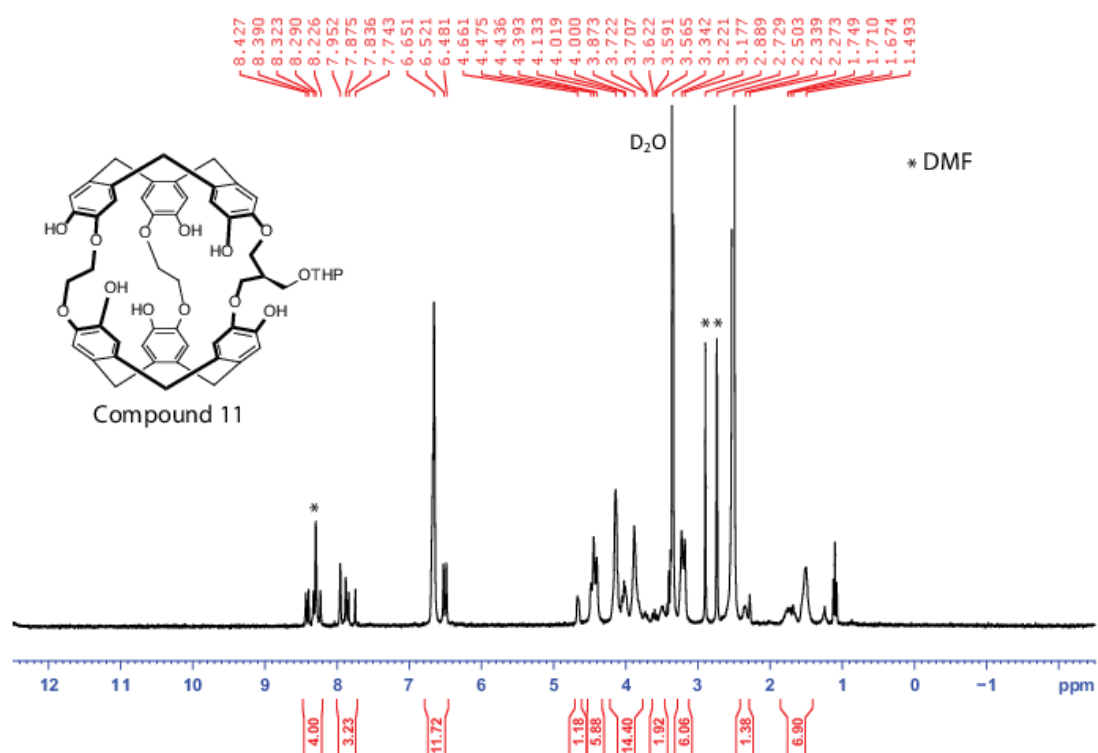 8.427
8.390
8.323
8.290
8.226
7.952
7.875
7.836
7.743
6.651
6.521
6.481
4.661
4.475
4.436
4.393
4.133
4.019
4.000
3.873
3.722
3.707
3.622
3.591
3.565
3.342
3.221
3.177
2.889
2.729
2.503
2.339
2.273
1.749
1.710
1.674
1.493
D₂O
* DMF
HO
O
O
OH
HO
O
OTHP
OH
O
O
HO
O
OH
Compound 11
*
* *
12 11 10 9 8 7 6 5 4 3 2 1 0 −1 ppm
4.00
3.23
11.72
1.18
5.88
14.40
1.92
6.06
1.38
6.90